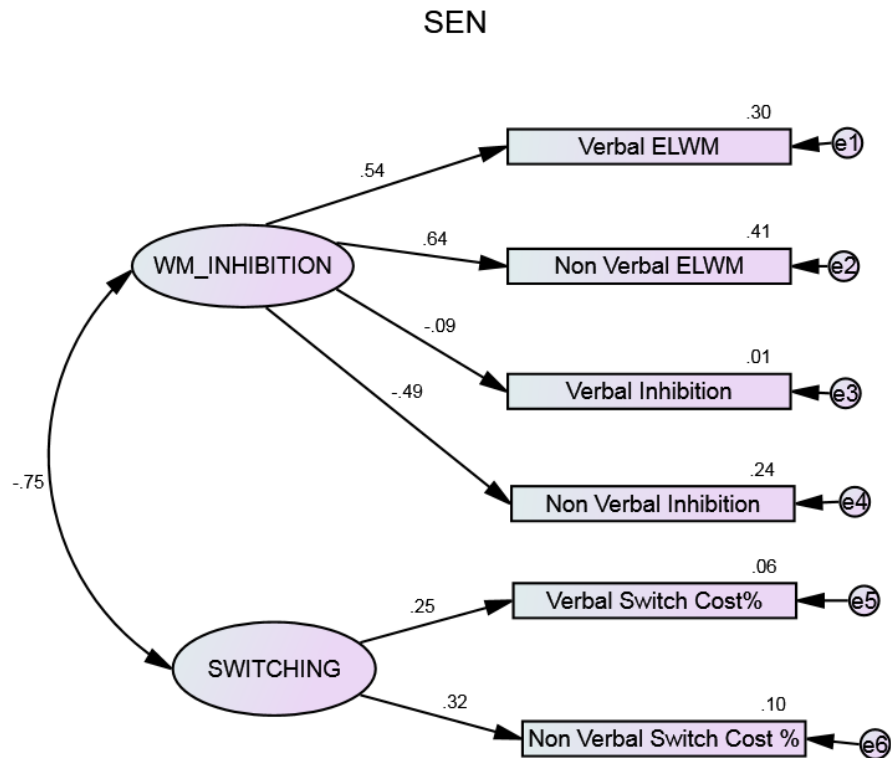 SEN
.30
Verbal ELWM
e1
.54
.41
.64
WM_INHIBITION
Non Verbal ELWM
e2
-.09
.01
Verbal Inhibition
e3
-.49
.24
-.75
Non Verbal Inhibition
e4
.06
.25
Verbal Switch Cost%
e5
SWITCHING
.32
.10
Non Verbal Switch Cost %
e6